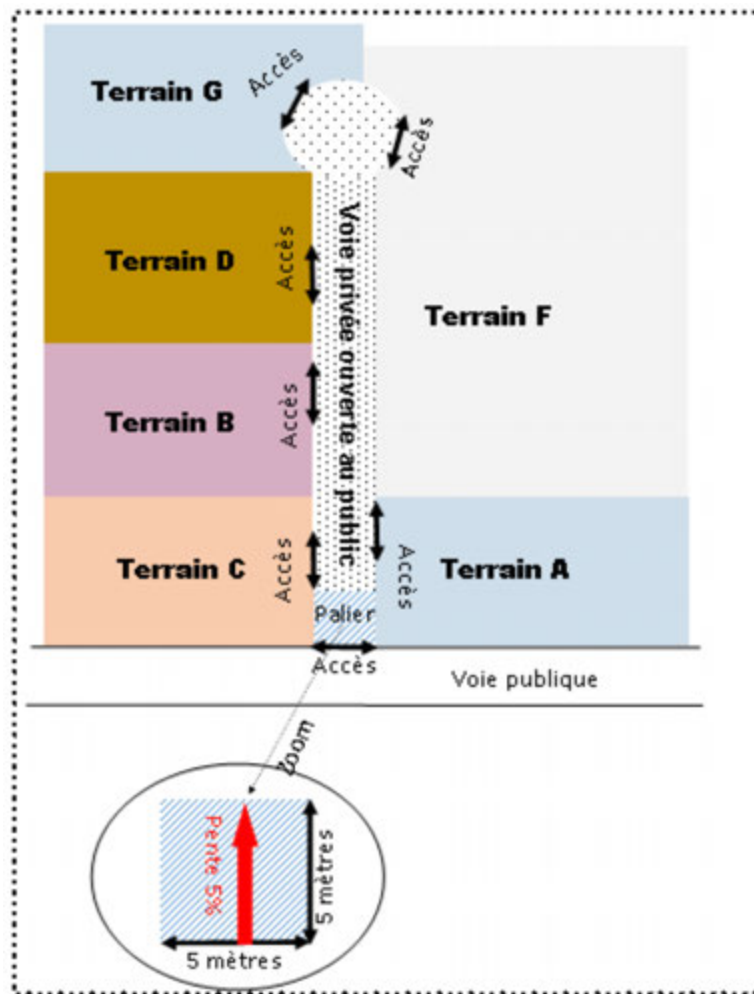 Terrain G
Accès
Accès
Terrain D
Accès
Voie privée ouverte au public
Terrain F
Terrain B
Accès
Terrain C
Accès
Accès
Terrain A
Palier
Accès
Voie publique
Zoom
Pente 5%
5 mètres
5 mètres